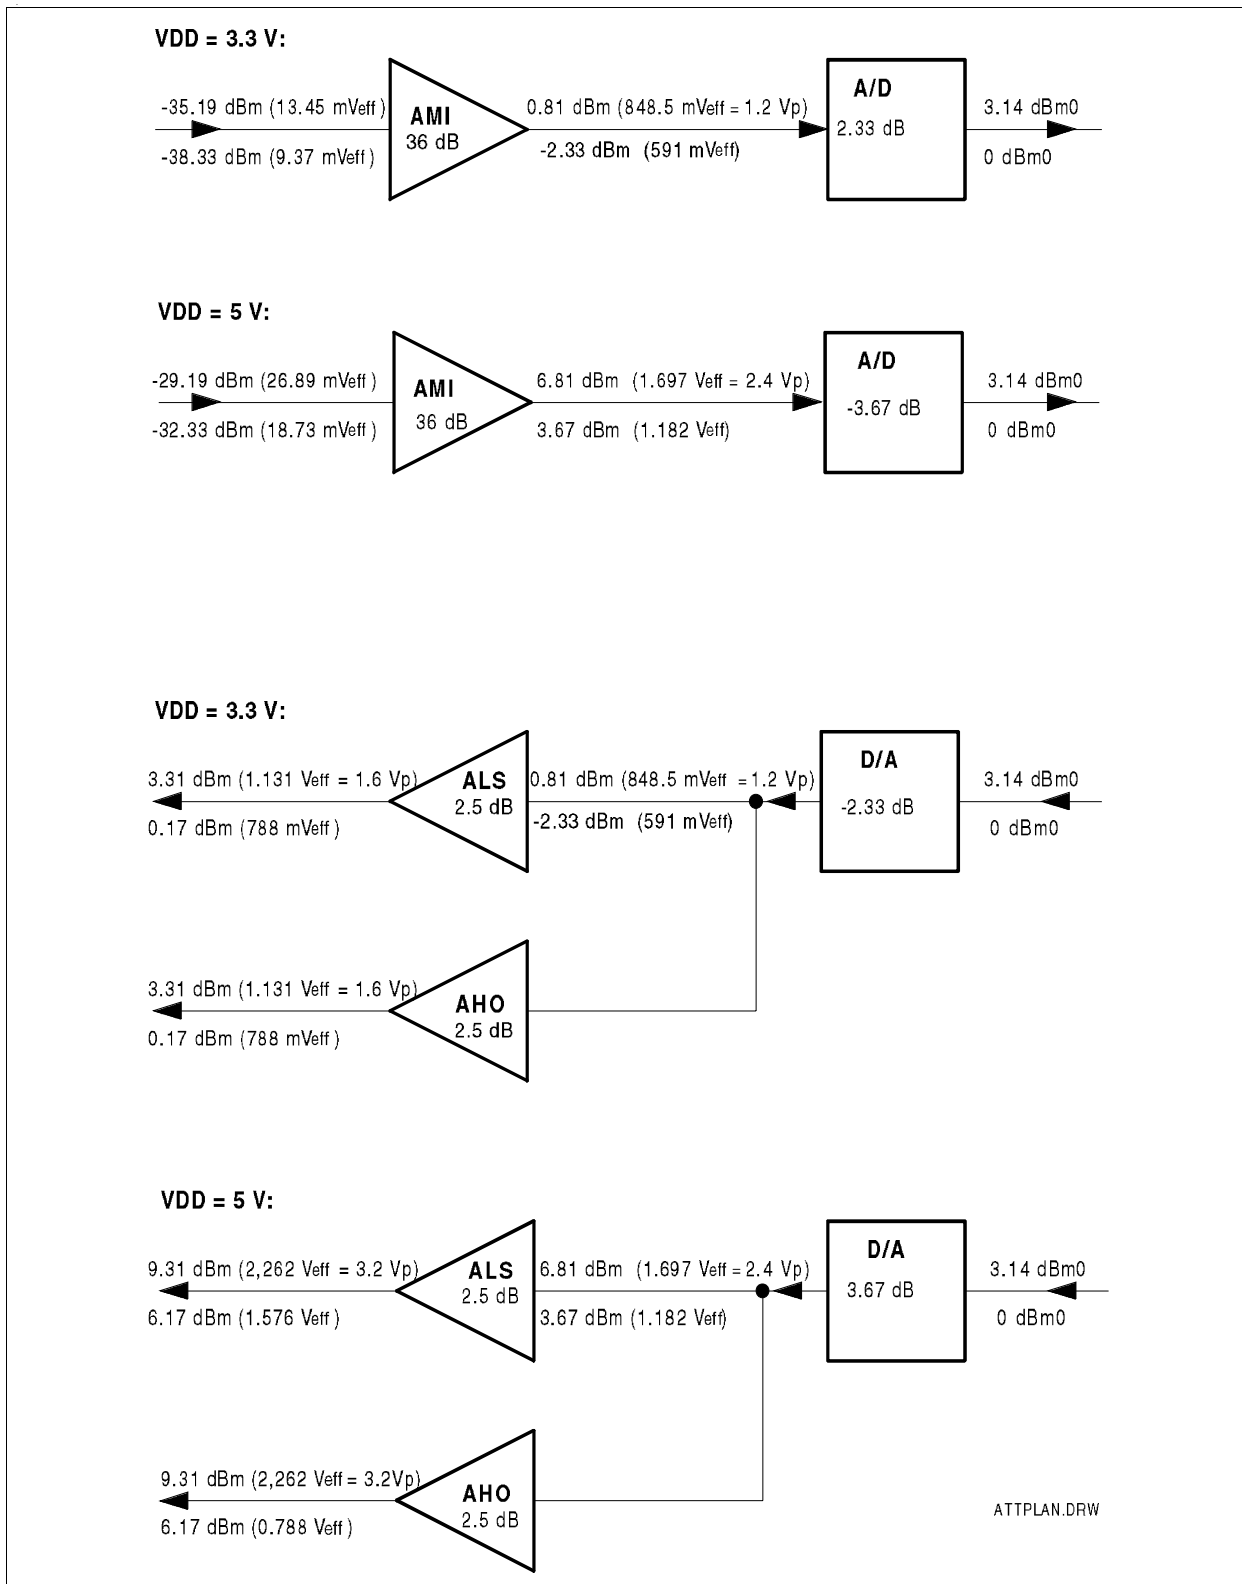 VDD = 3.3 V:
-35.19 dBm (13.45 mVeff)
-38.33 dBm (9.37 mVeff)
AMI
36 dB
0.81 dBm (848.5 mVeff = 1.2 Vp)
-2.33 dBm (591 mVeff)
A/D
2.33 dB
3.14 dBm0
0 dBm0
VDD = 5 V:
-29.19 dBm (26.89 mVeff)
-32.33 dBm (18.73 mVeff)
AMI
36 dB
6.81 dBm (1.697 Veff = 2.4 Vp)
3.67 dBm (1.182 Veff)
A/D
-3.67 dB
3.14 dBm0
0 dBm0
VDD = 3.3 V:
3.31 dBm (1.131 Veff = 1.6 Vp)
0.17 dBm (788 mVeff)
ALS
2.5 dB
0.81 dBm (848.5 mVeff = 1.2 Vp)
-2.33 dBm (591 mVeff)
D/A
-2.33 dB
3.14 dBm0
0 dBm0
3.31 dBm (1.131 Veff = 1.6 Vp)
0.17 dBm (788 mVeff)
AHO
2.5 dB
VDD = 5 V:
9.31 dBm (2,262 Veff = 3.2 Vp)
6.17 dBm (1.576 Veff)
ALS
2.5 dB
6.81 dBm (1.697 Veff = 2.4 Vp)
3.67 dBm (1.182 Veff)
D/A
3.67 dB
3.14 dBm0
0 dBm0
9.31 dBm (2,262 Veff = 3.2Vp)
6.17 dBm (0.788 Veff)
AHO
2.5 dB
ATTPLAN.DRW